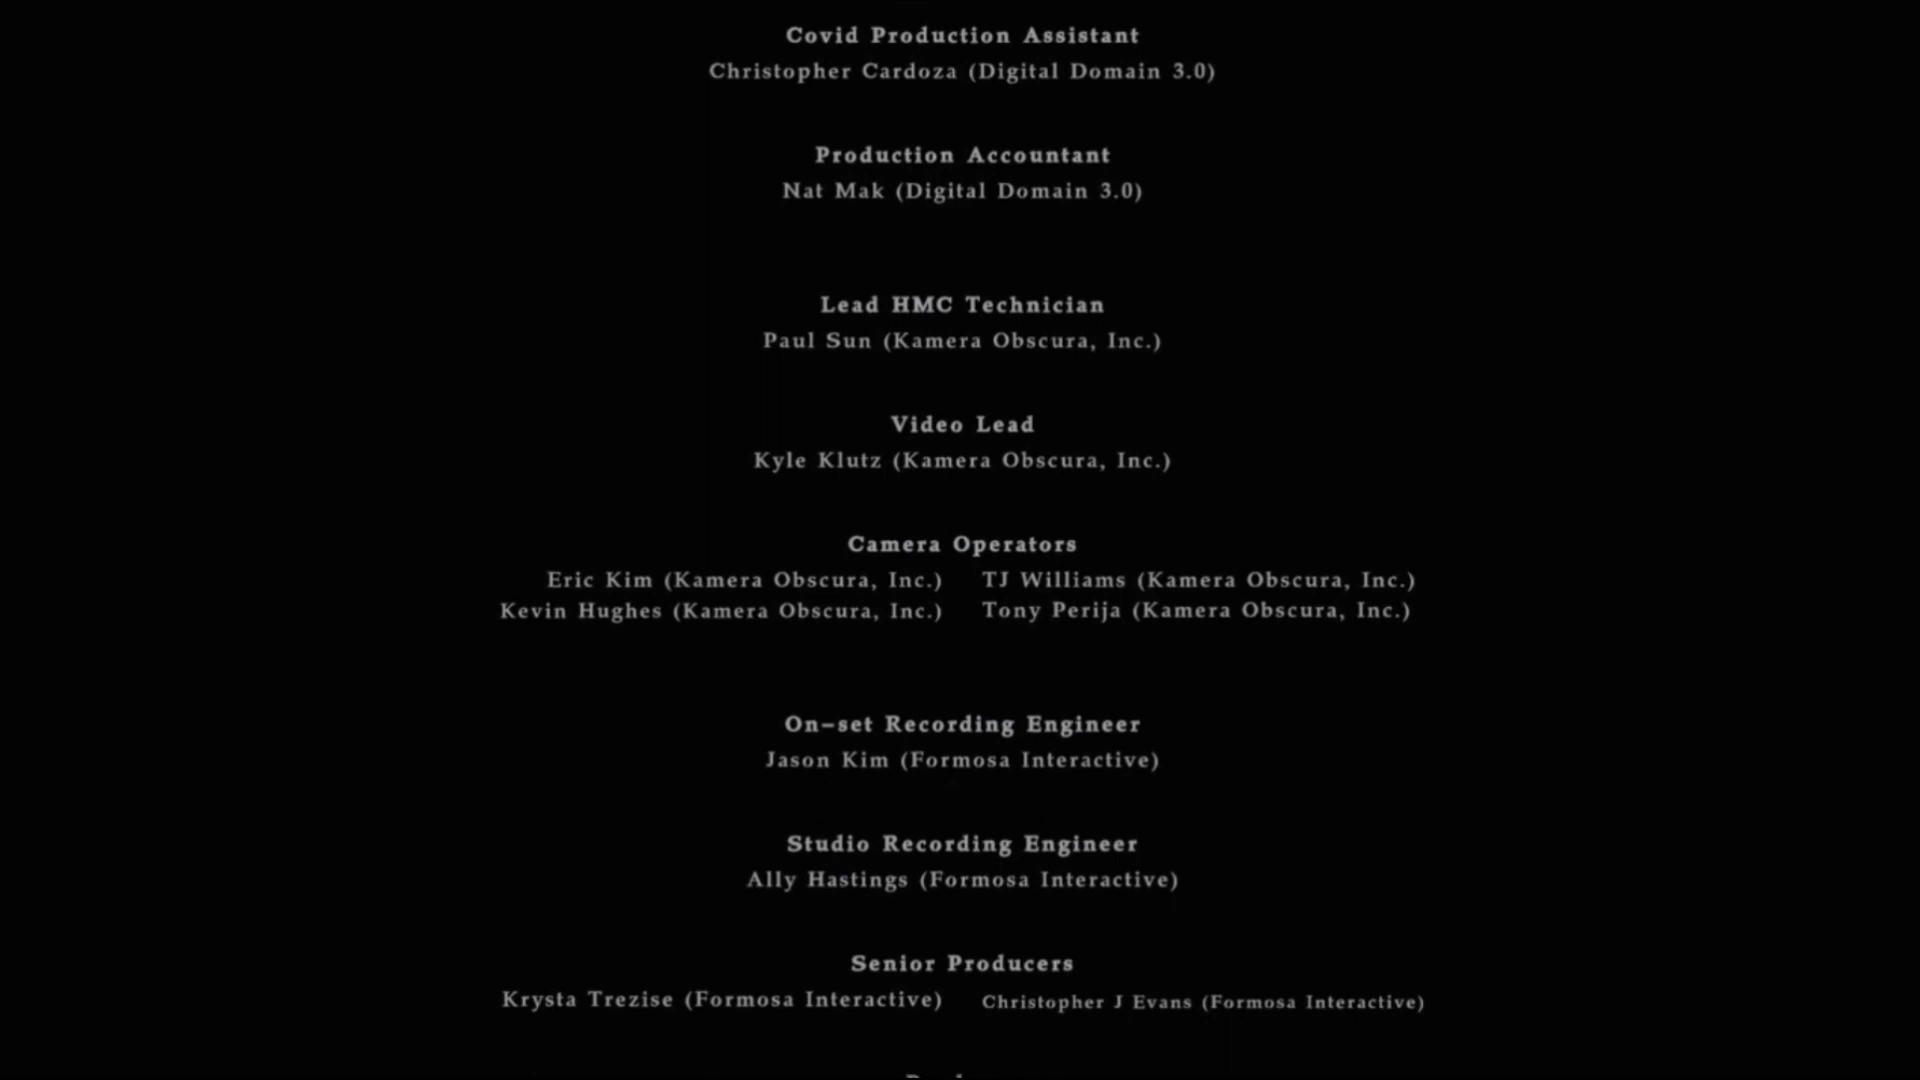 Covid Production Assistant
Christopher Cardoza (Digital Domain 3.0)
Production Accountant
Nat Mak (Digital Domain 3.0)
Lead HMC Technician
Paul Sun (Kamera Obscura, Inc.)
Video Lead
Kyle Klutz (Kamera Obscura, Inc.)
Camera Operators
Eric Kim (Kamera Obscura, Inc.) TJ Williams (Kamera Obscura, Inc.)
Kevin Hughes (Kamera Obscura, Inc.) Tony Perija (Kamera Obscura, Inc.)
On-set Recording Engineer
Jason Kim (Formosa Interactive)
Studio Recording Engineer
Ally Hastings (Formosa Interactive)
Senior Producers
Krysta Trezise (Formosa Interactive) Christopher J Evans (Formosa Interactive)